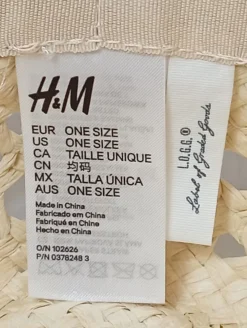 H&M
EUR ONE SIZE
US ONE SIZE
CA TAILLE UNIQUE
CN 均码
MX TALLA ÚNICA
AUS ONE SIZE
Made in China
Fabricado em China
Fabriqué en Chine
Hecho en China
O/N 102626
P/N 0378248 3
L.O.G.G.®
Label of Graded Goods